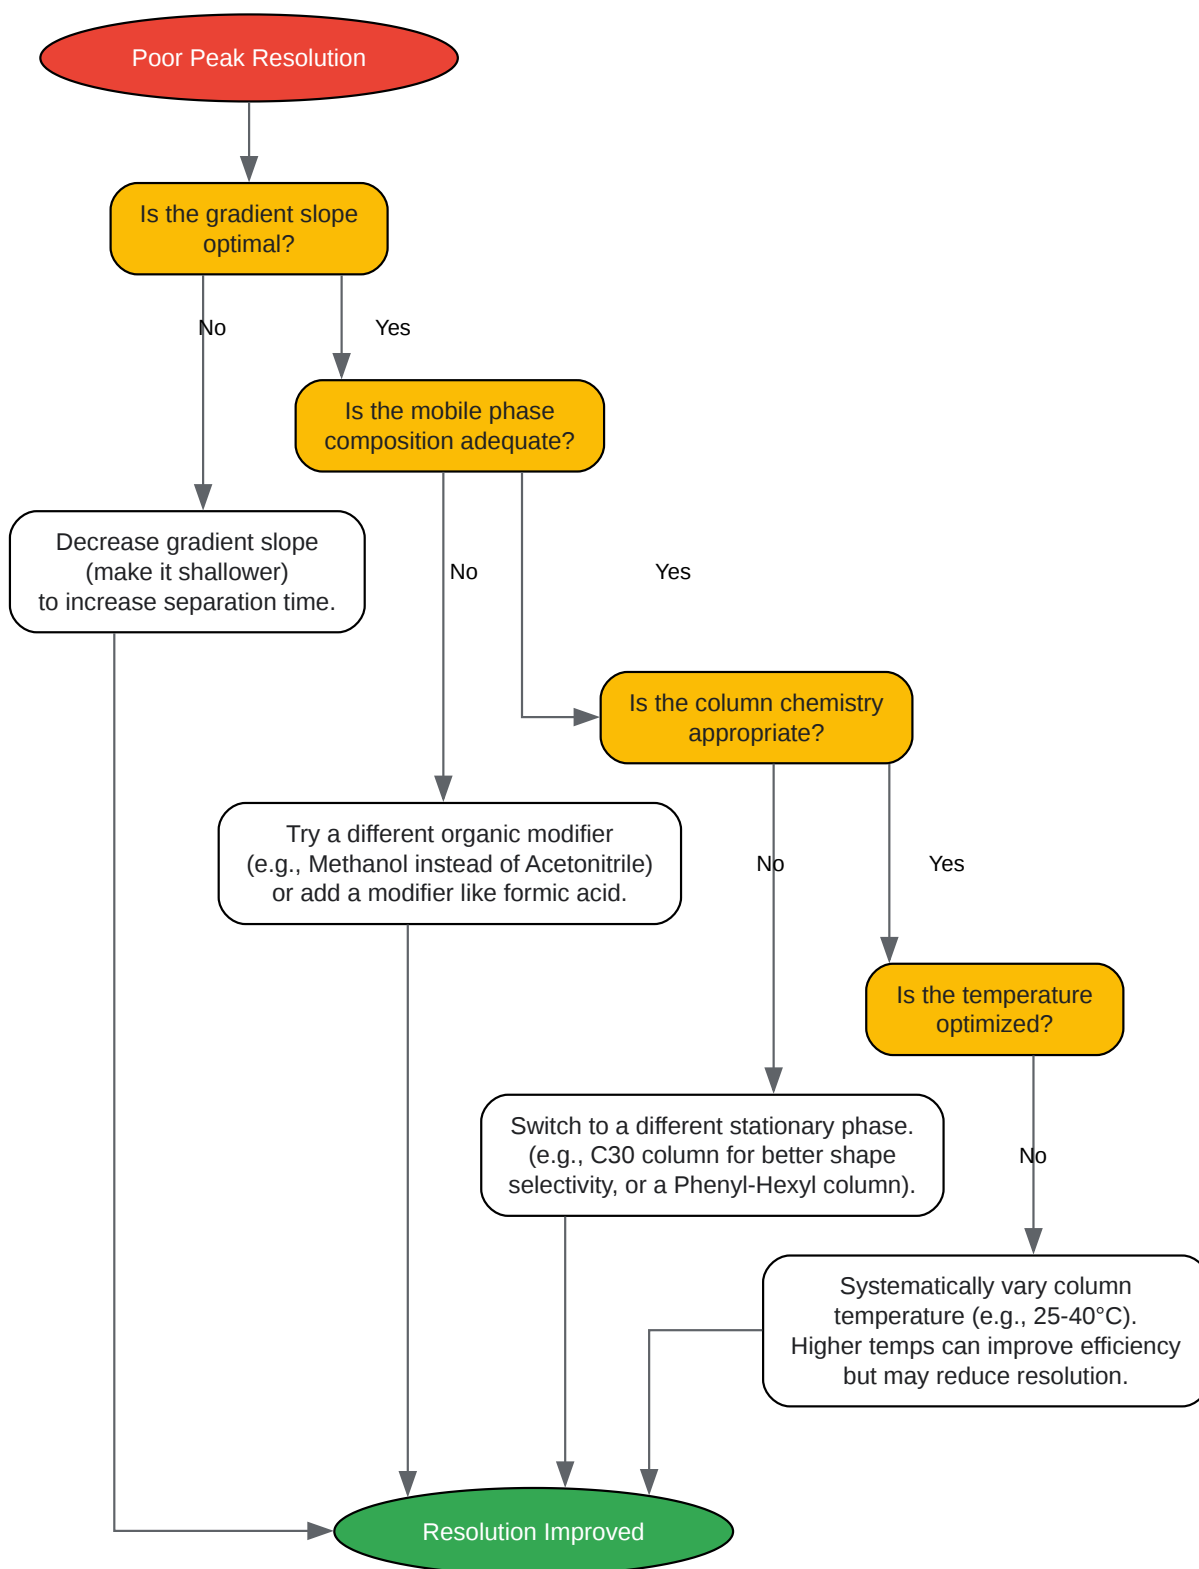 Poor Peak Resolution
Is the gradient slope
optimal?
No
Yes
Is the mobile phase
composition adequate?
Decrease gradient slope
(make it shallower)
to increase separation time.
No
Yes
Is the column chemistry
appropriate?
Try a different organic modifier
(e.g., Methanol instead of Acetonitrile)
or add a modifier like formic acid.
No
Yes
Is the temperature
optimized?
Switch to a different stationary phase.
(e.g., C30 column for better shape
selectivity, or a Phenyl-Hexyl column).
No
Systematically vary column
temperature (e.g., 25-40°C).
Higher temps can improve efficiency
but may reduce resolution.
Resolution Improved